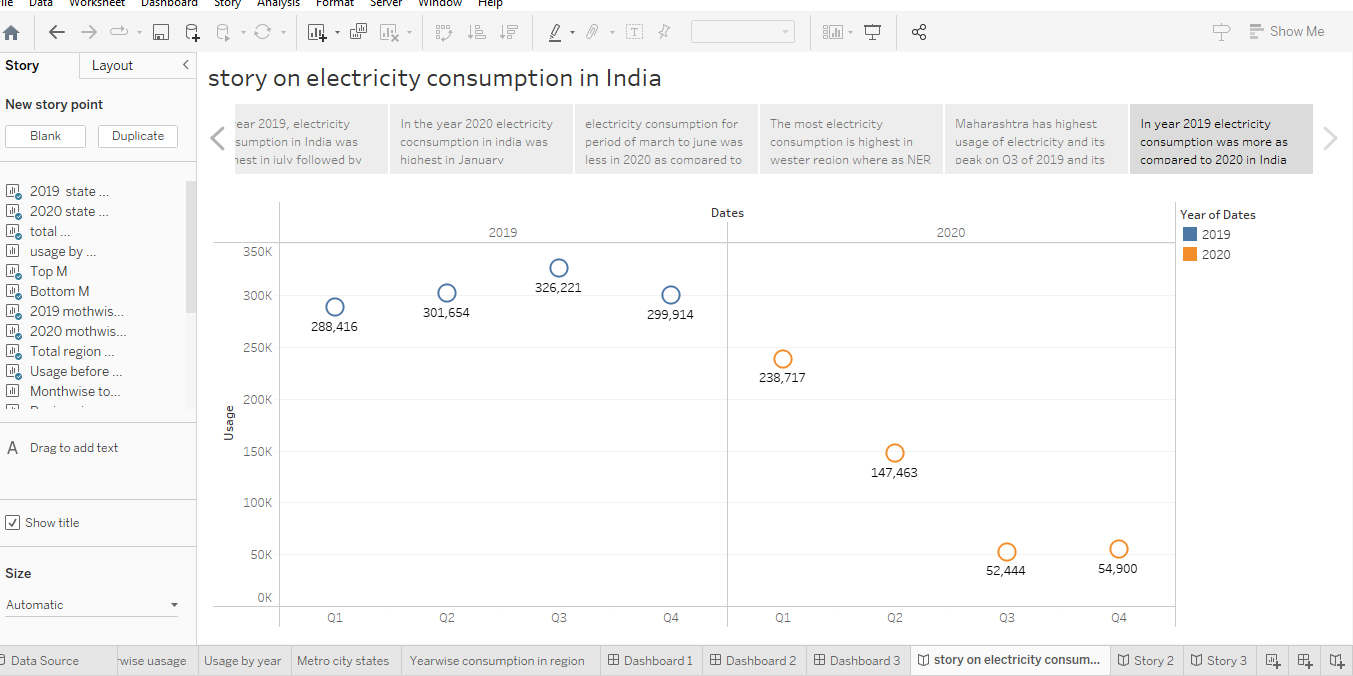 File Data Worksheet Dashboard Story Analysis Format Server Window Help
Show Me
Story Layout
New story point
Blank Duplicate
2019 state ...
2020 state ...
total ...
usage by ...
Top M
Bottom M
2019 mothwis...
2020 mothwis...
Total region ...
Usage before ...
Monthwise to...
A Drag to add text
Show title
Size
Automatic
story on electricity consumption in India
ear 2019, electricity
sumption in India was
hest in july followed by
In the year 2020 electricity
cocnsumption in india was
highest in January
electricity consumption for
period of march to june was
less in 2020 as compared to
The most electricity
consumption is highest in
wester region where as NER
Maharashtra has highest
usage of electricity and its
peak on Q3 of 2019 and its
In year 2019 electricity
consumption was more as
compared to 2020 in India
Dates
2019 2020
Usage
350K
300K
250K
200K
150K
100K
50K
0K
288,416
301,654
326,221
299,914
238,717
147,463
52,444
54,900
Q1 Q2 Q3 Q4 Q1 Q2 Q3 Q4
Year of Dates
2019
2020
Data Source rwise uasage Usage by year Metro city states Yearwise consumption in region Dashboard 1 Dashboard 2 Dashboard 3 story on electricity consum... Story 2 Story 3